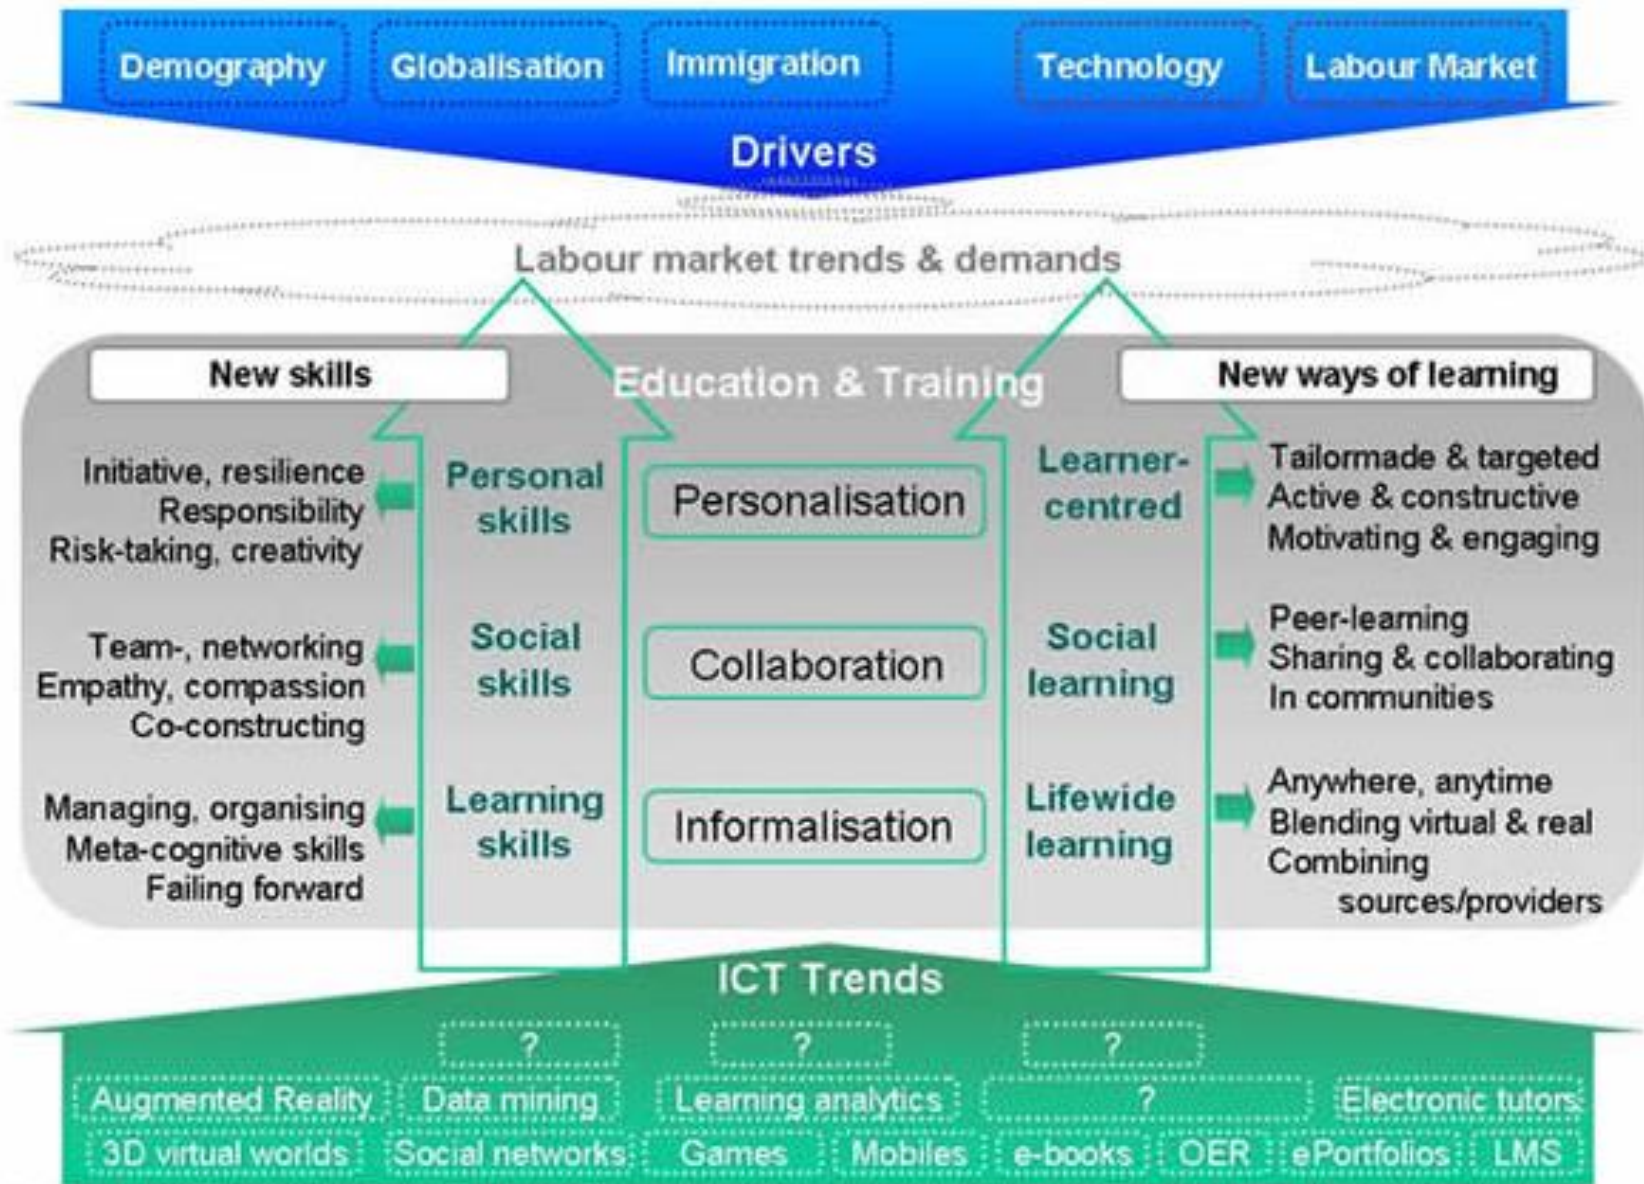 Demography Globalisation Immigration Technology Labour Market
Drivers
Labour market trends & demands
New skills
Education & Training
New ways of learning
Initiative, resilience
Responsibility
Risk-taking, creativity
Personal
skills
Personalisation
Learner-
centred
Tailormade & targeted
Active & constructive
Motivating & engaging
Team-, networking
Empathy, compassion
Co-constructing
Social
skills
Collaboration
Social
learning
Peer-learning
Sharing & collaborating
In communities
Managing, organising
Meta-cognitive skills
Failing forward
Learning
skills
Informalisation
Lifewide
learning
Anywhere, anytime
Blending virtual & real
Combining
sources/providers
ICT Trends
? ? ?
Augmented Reality Data mining Learning analytics ? Electronic tutors
3D virtual worlds Social networks Games Mobiles e-books OER ePortfolios LMS